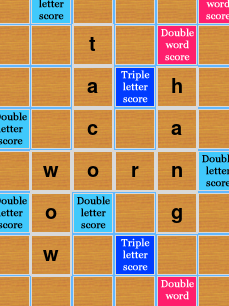 letter word
score score
t Double
word
score
a Triple h
letter
score
Double c a
letter
score
w o r n Double
letter
score
Double o Double g
letter letter
score score
w Triple
letter
score
Double
word